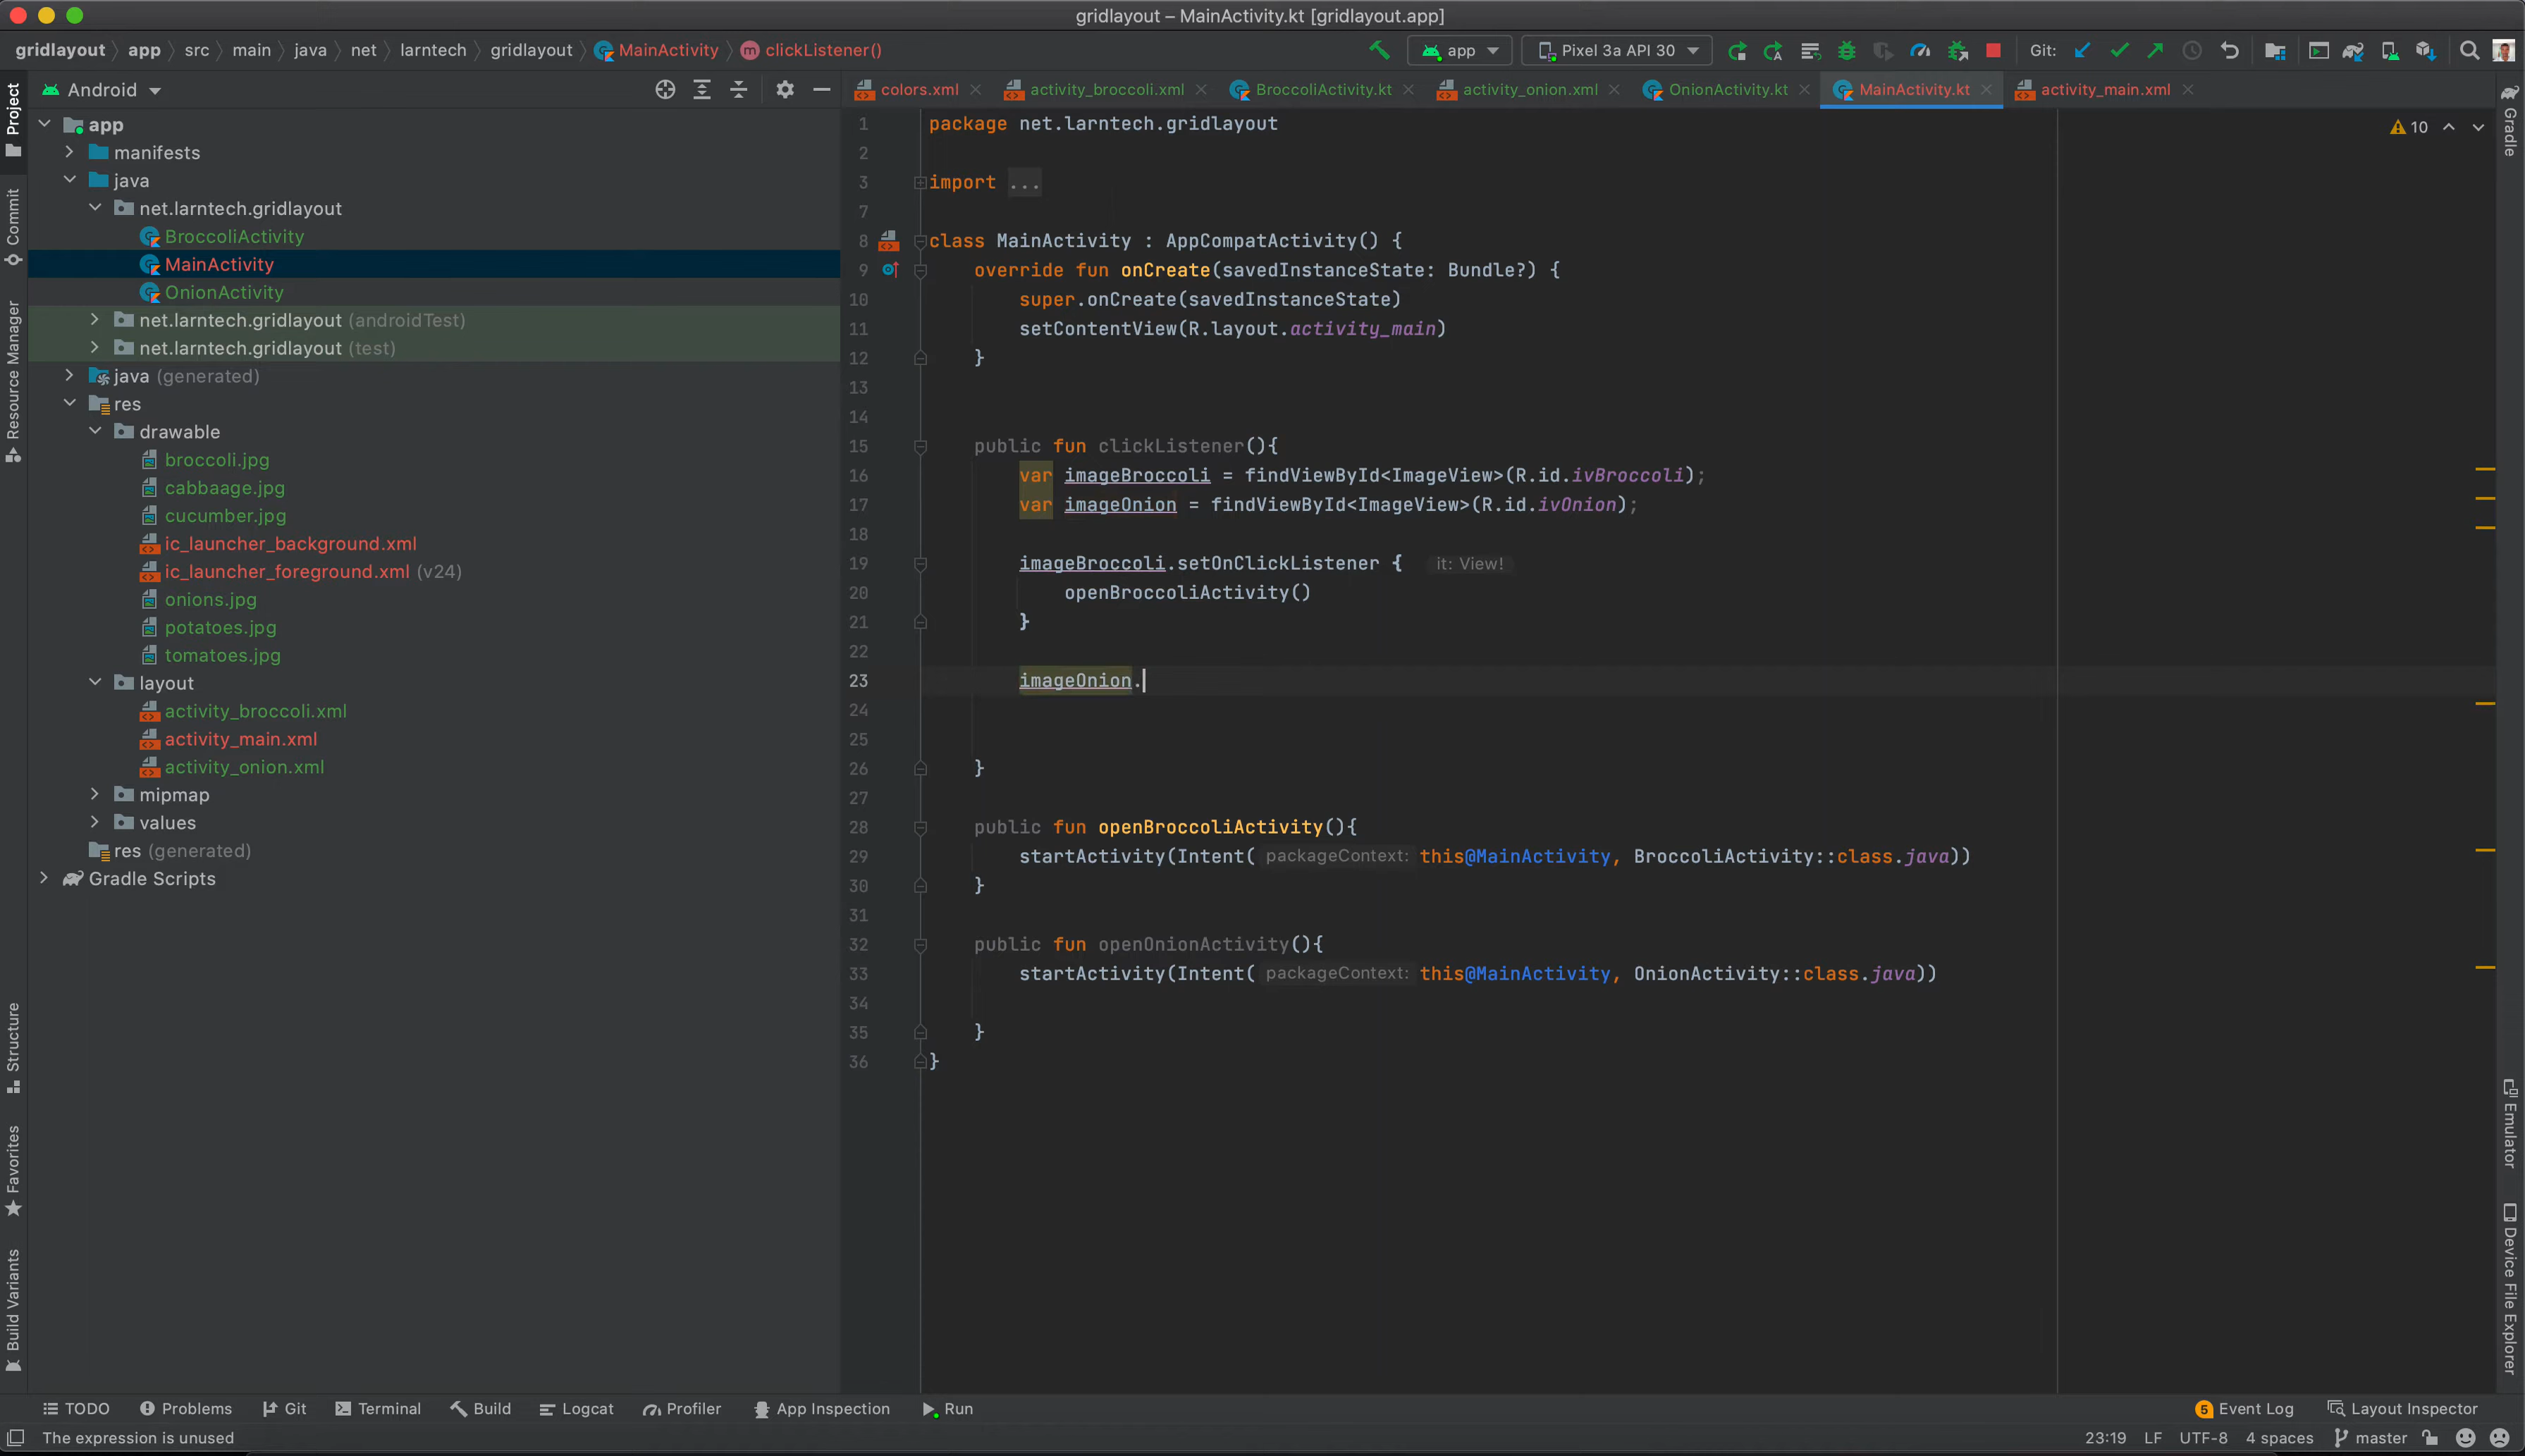 gridlayout – MainActivity.kt [gridlayout.app]
gridlayout app src main java net larntech gridlayout MainActivity clickListener() app Pixel 3a API 30 Git:
Android
colors.xml activity_broccoli.xml BroccoliActivity.kt activity_onion.xml OnionActivity.kt MainActivity.kt activity_main.xml
Project
Commit
Resource Manager
Structure
Favorites
Build Variants
app
manifests
java
net.larntech.gridlayout
BroccoliActivity
MainActivity
OnionActivity
net.larntech.gridlayout (androidTest)
net.larntech.gridlayout (test)
java (generated)
res
drawable
broccoli.jpg
cabbaage.jpg
cucumber.jpg
ic_launcher_background.xml
ic_launcher_foreground.xml (v24)
onions.jpg
potatoes.jpg
tomatoes.jpg
layout
activity_broccoli.xml
activity_main.xml
activity_onion.xml
mipmap
values
res (generated)
Gradle Scripts
1 package net.larntech.gridlayout
2
3 import ...
7
8 class MainActivity : AppCompatActivity() {
9 override fun onCreate(savedInstanceState: Bundle?) {
10 super.onCreate(savedInstanceState)
11 setContentView(R.layout.activity_main)
12 }
13
14
15 public fun clickListener(){
16 var imageBroccoli = findViewById<ImageView>(R.id.ivBroccoli);
17 var imageOnion = findViewById<ImageView>(R.id.ivOnion);
18
19 imageBroccoli.setOnClickListener { it: View!
20 openBroccoliActivity()
21 }
22
23 imageOnion.
24
25
26 }
27
28 public fun openBroccoliActivity(){
29 startActivity(Intent( packageContext: this@MainActivity, BroccoliActivity::class.java))
30 }
31
32 public fun openOnionActivity(){
33 startActivity(Intent( packageContext: this@MainActivity, OnionActivity::class.java))
34
35 }
36 }
10
Gradle
Emulator
Device File Explorer
TODO Problems Git Terminal Build Logcat Profiler App Inspection Run 5 Event Log Layout Inspector
The expression is unused 23:19 LF UTF-8 4 spaces master